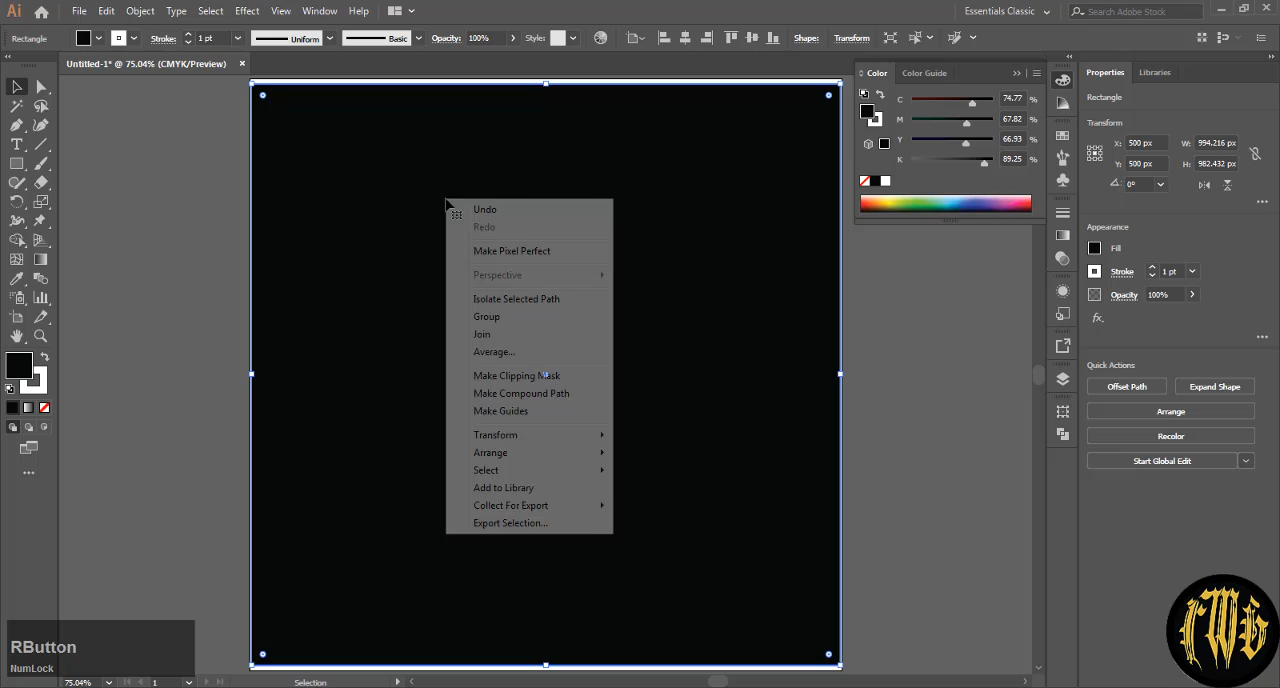 Ai File Edit Object Type Select Effect View Window Help Essentials Classic Search Adobe Stock
Rectangle Stroke: 1 pt Uniform Basic Opacity: 100% Style: Shape: Transform
Untitled-1* @ 75.04% (CMYK/Preview)
Color Color Guide
C 74.77 %
M 67.82 %
Y 66.93 %
K 89.25 %
Properties Libraries
Rectangle
Transform
X: 500 px W: 994.216 px
Y: 500 px H: 982.432 px
0°
Appearance
Fill
Stroke 1 pt
Opacity 100%
fx.
Quick Actions
Offset Path Expand Shape
Arrange
Recolor
Start Global Edit
Undo
Redo
Make Pixel Perfect
Perspective
Isolate Selected Path
Group
Join
Average...
Make Clipping Mask
Make Compound Path
Make Guides
Transform
Arrange
Select
Add to Library
Collect For Export
Export Selection...
RButton
NumLock
75.04% 1 Selection